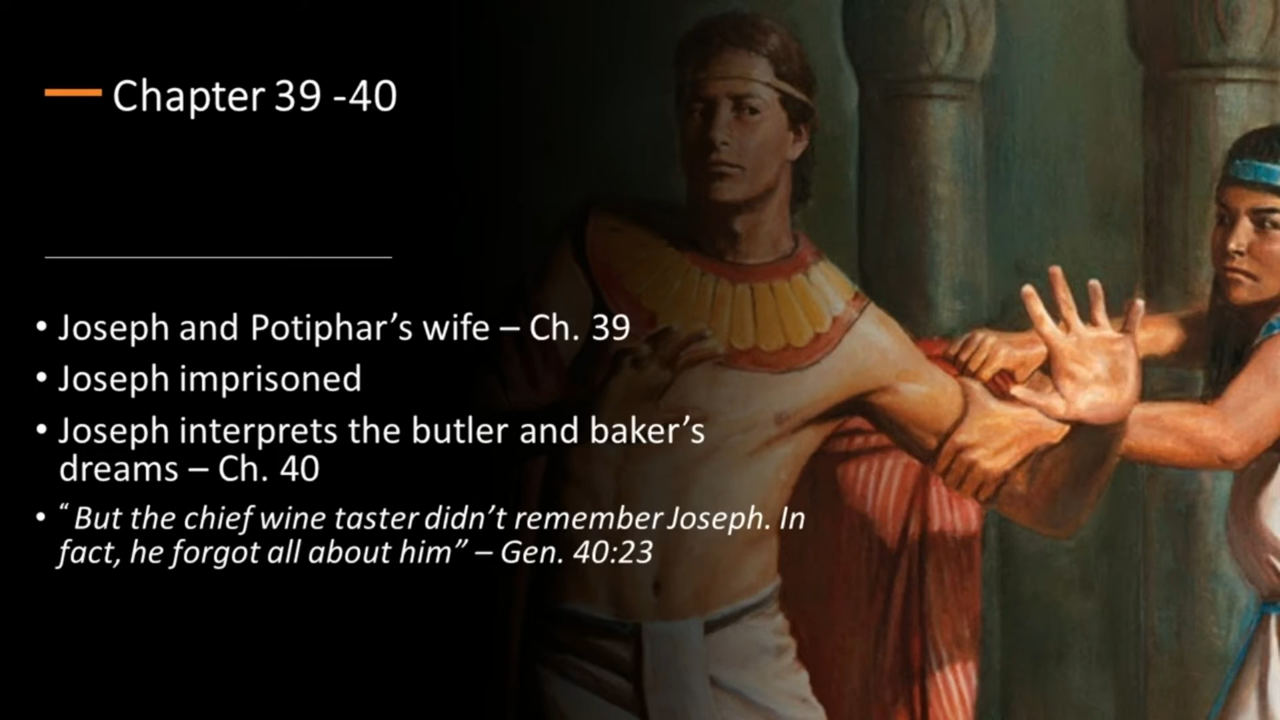 Chapter 39 -40
• Joseph and Potiphar’s wife – Ch. 39
• Joseph imprisoned
• Joseph interprets the butler and baker’s
dreams – Ch. 40
• “ But the chief wine taster didn’t remember Joseph. In
fact, he forgot all about him” – Gen. 40:23